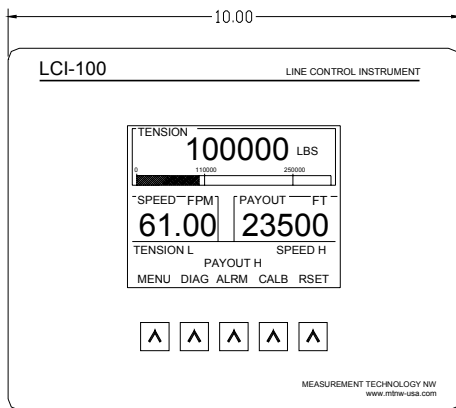 10.00
LCI-100 LINE CONTROL INSTRUMENT
TENSION
100000 LBS
0 110000 250000
SPEED FPM PAYOUT FT
61.00 23500
TENSION L SPEED H
PAYOUT H
MENU DIAG ALRM CALB RSET
MEASUREMENT TECHNOLOGY NW
www.mtnw-usa.com